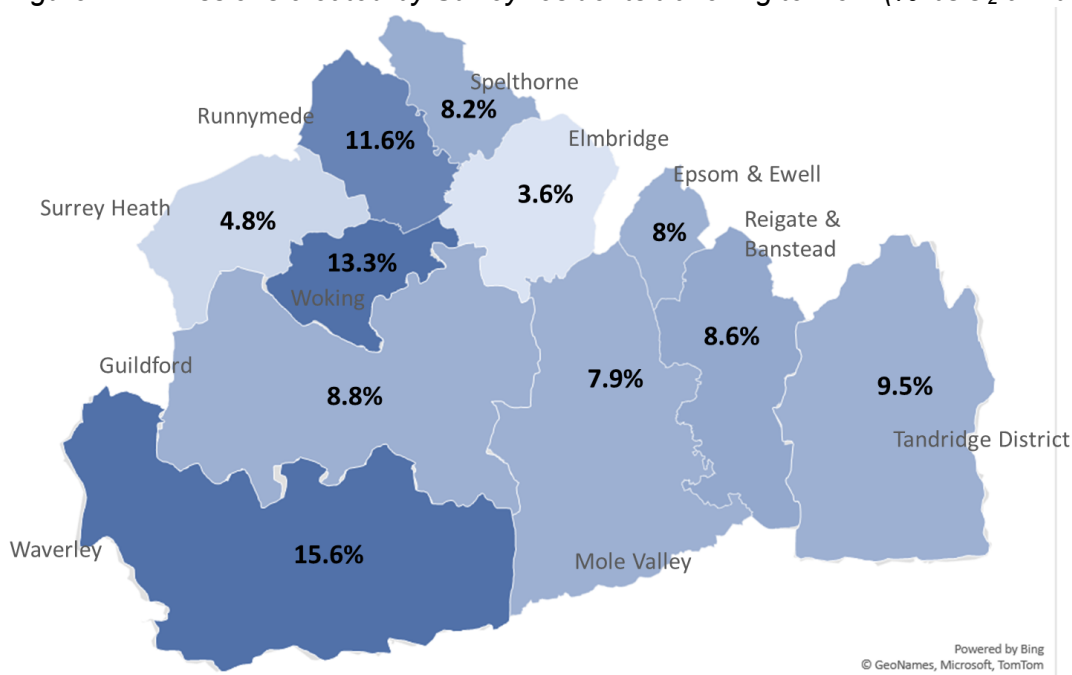 Spelthorne
8.2%
Runnymede
11.6%
Elmbridge
3.6%
Epsom & Ewell
8%
Surrey Heath
4.8%
Reigate &
Banstead
8.6%
13.3%
Woking
Guildford
8.8%
7.9%
9.5%
Tandridge District
Waverley
15.6%
Mole Valley
Powered by Bing
© GeoNames, Microsoft, TomTom